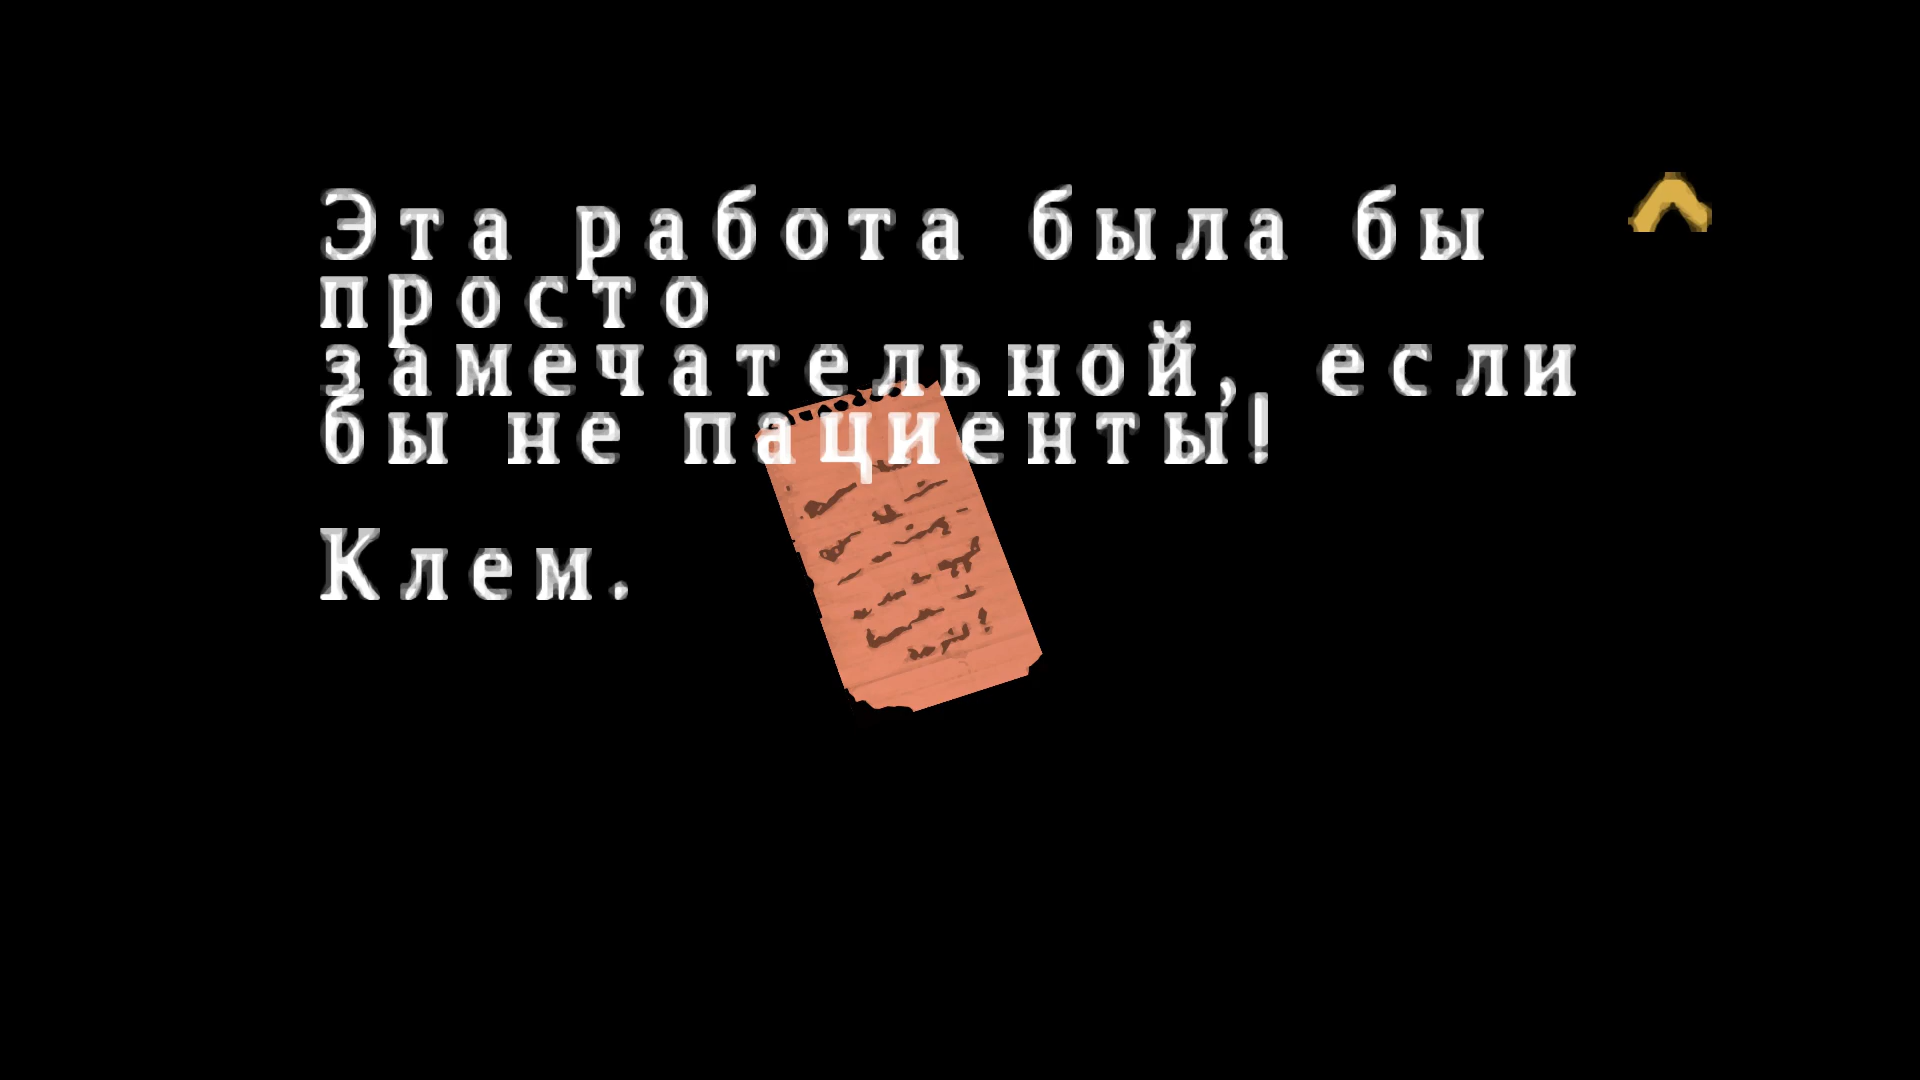 Эта работа была бы
просто
замечательной, если
бы не пациенты!
Клем.